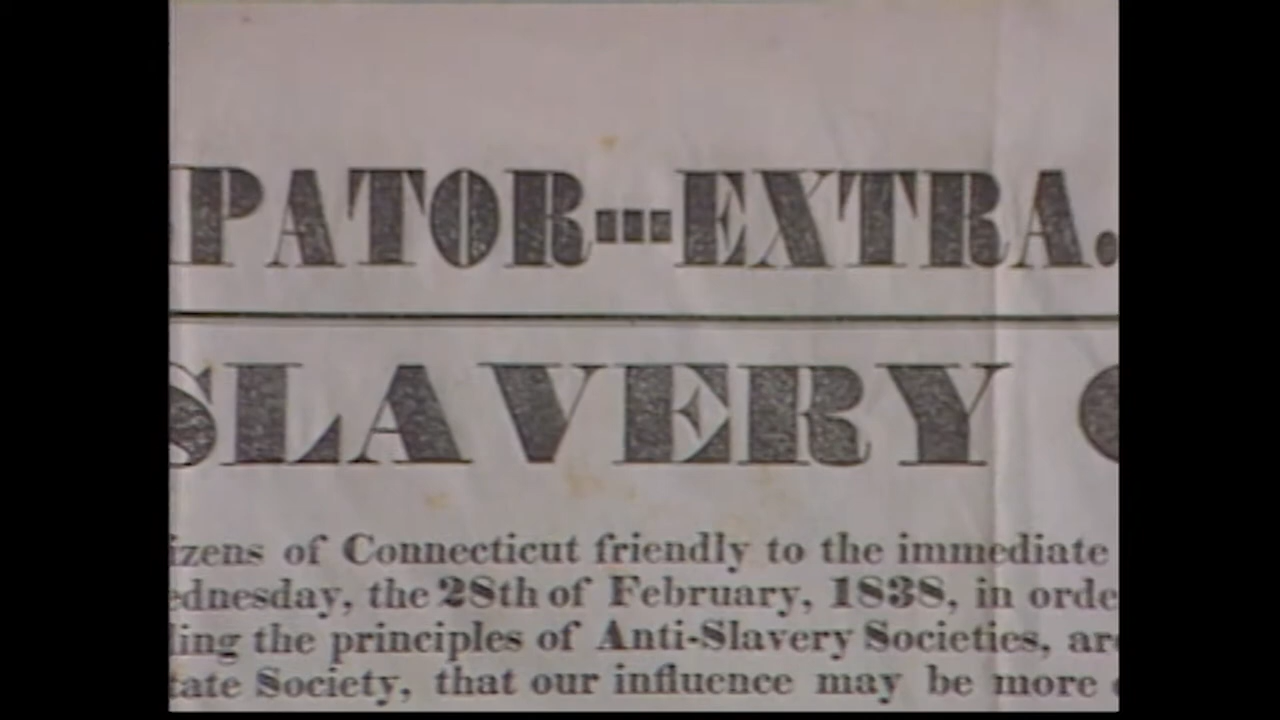 PATOR---EXTRA.
SLAVERY
izens of Connecticut friendly to the immediate
ednesday, the 28th of February, 1838, in orde
ling the principles of Anti-Slavery Societies, are
tate Society, that our influence may be more